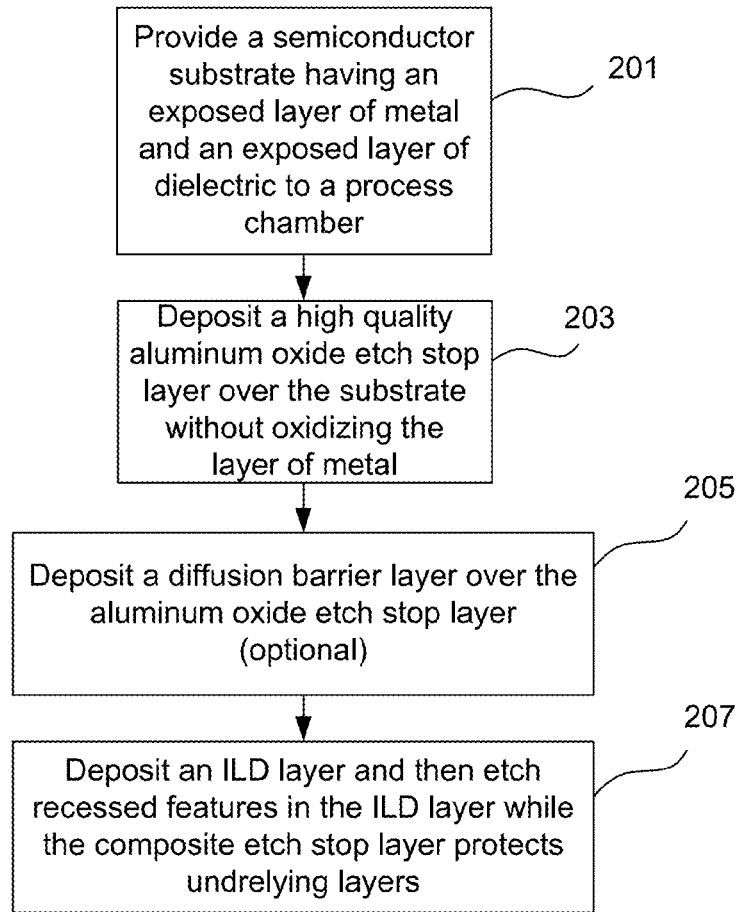 Provide a semiconductor
substrate having an
exposed layer of metal
and an exposed layer of
dielectric to a process
chamber
201
Deposit a high quality
aluminum oxide etch stop
layer over the substrate
without oxidizing the
layer of metal
203
Deposit a diffusion barrier layer over the
aluminum oxide etch stop layer
(optional)
205
Deposit an ILD layer and then etch
recessed features in the ILD layer while
the composite etch stop layer protects
undrelying layers
207